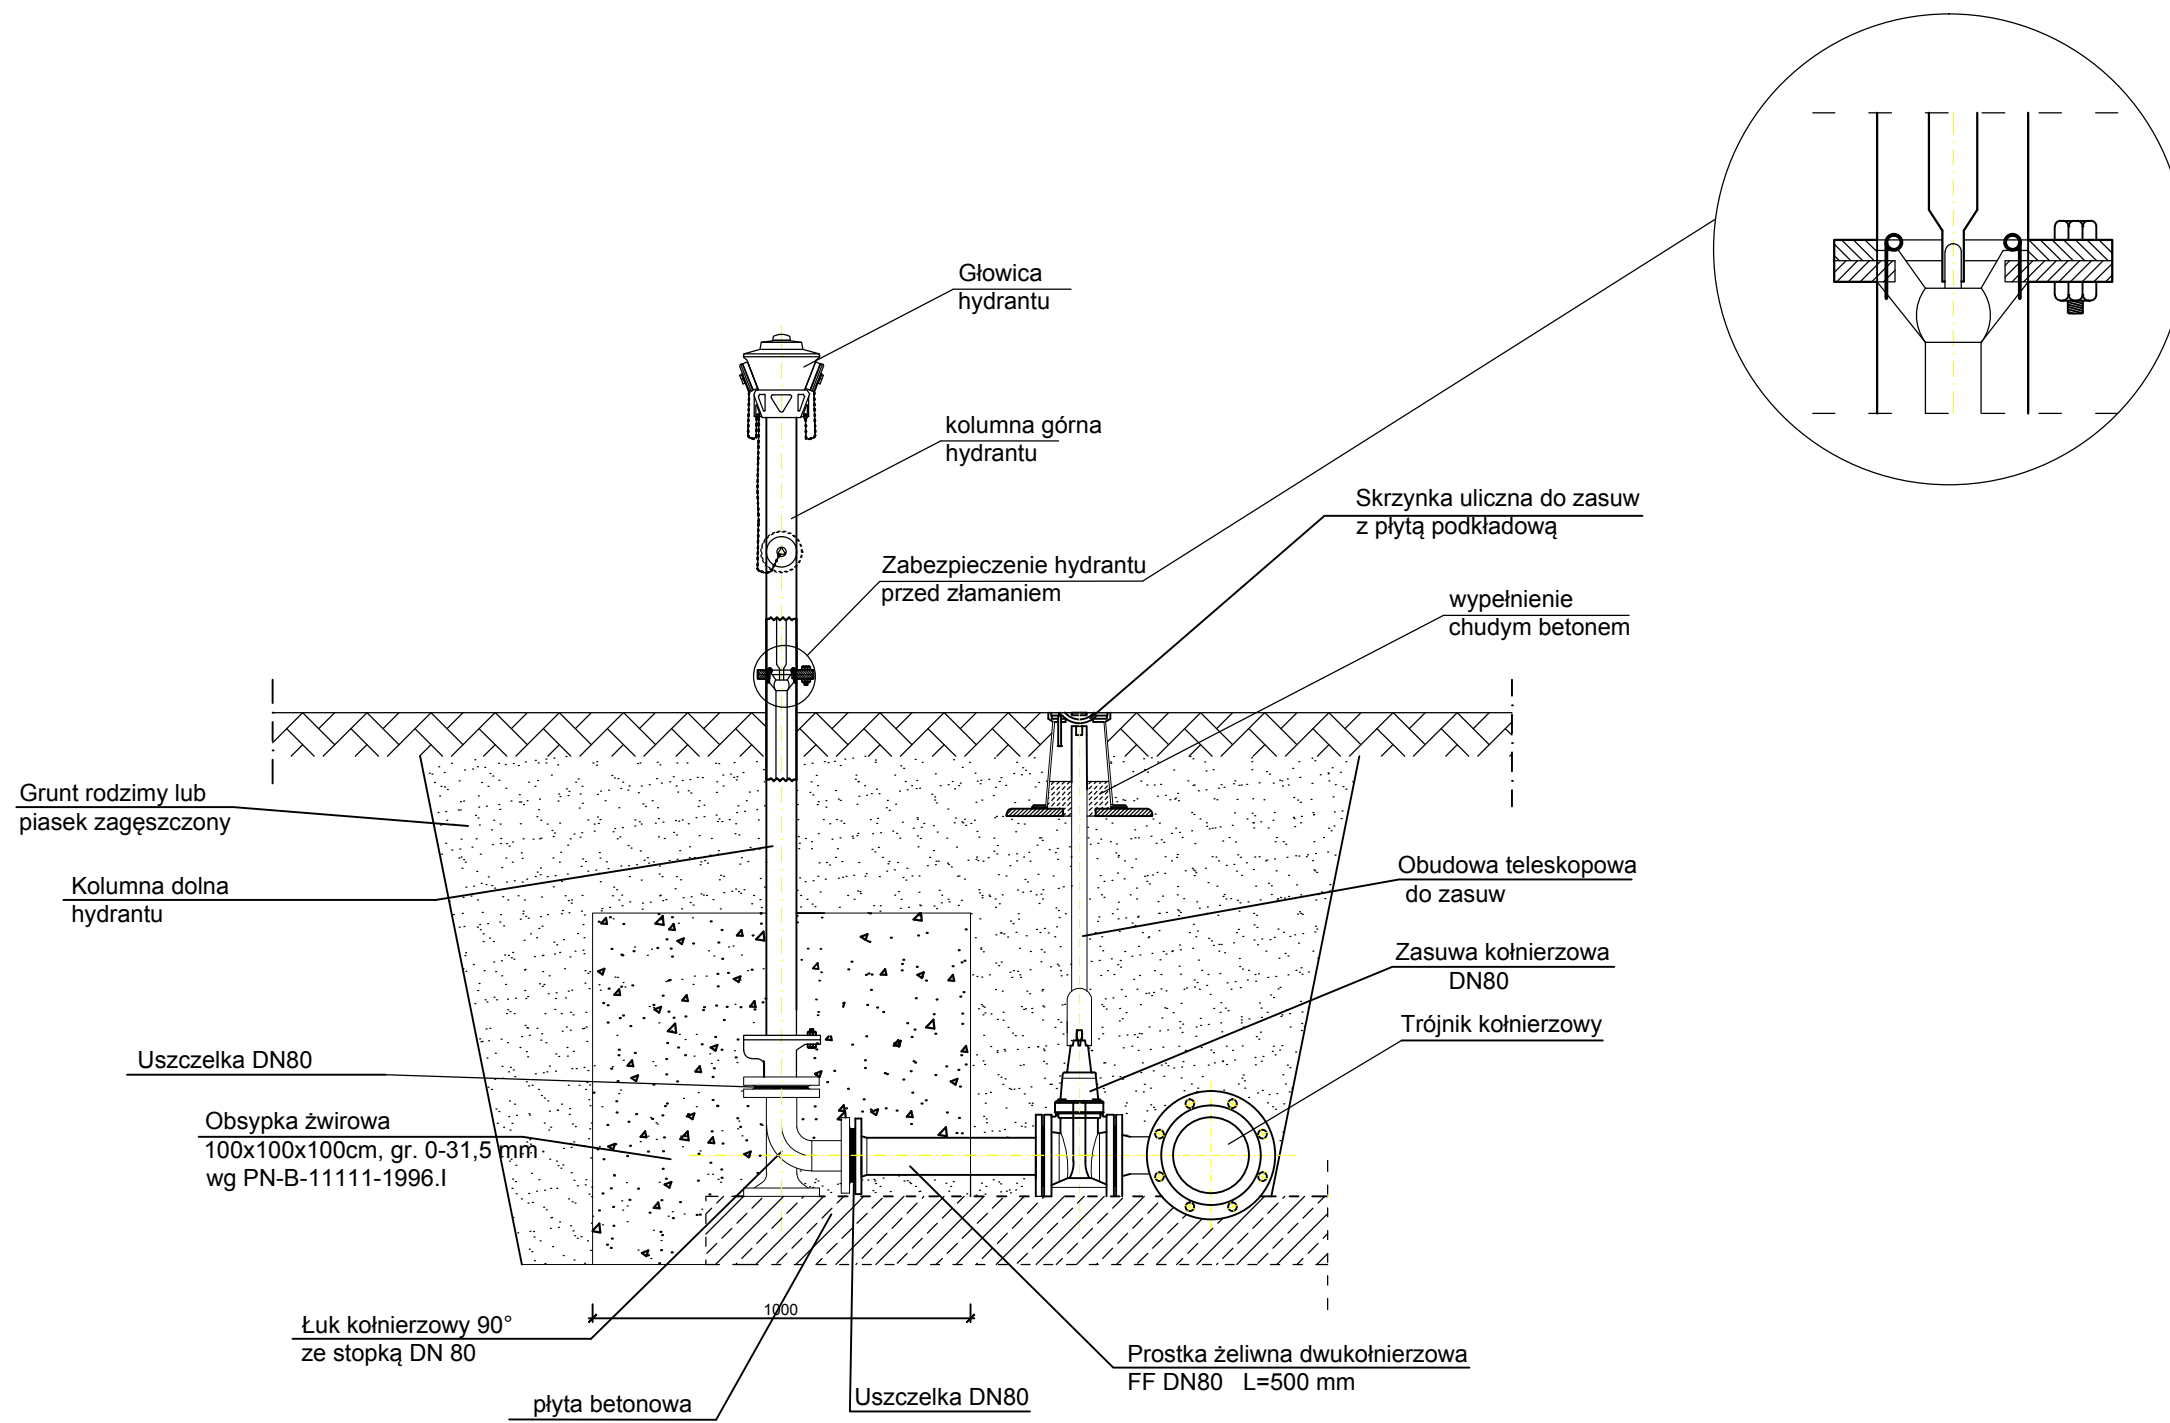 Głowica
hydrantu
kolumna górna
hydrantu
Skrzynka uliczna do zasuw
z płytą podkładową
Zabezpieczenie hydrantu
przed złamaniem
wypełnienie
chudym betonem
Grunt rodzimy lub
piasek zagęszczony
Kolumna dolna
hydrantu
Obudowa teleskopowa
do zasuw
Zasuwa kołnierzowa
DN80
Trójnik kołnierzowy
Uszczelka DN80
Obsypka żwirowa
100x100x100cm, gr. 0-31,5 mm
wg PN-B-11111-1996.I
1000
Łuk kołnierzowy 90°
ze stopką DN 80
Prostka żeliwna dwukołnierzowa
FF DN80 L=500 mm
płyta betonowa
Uszczelka DN80